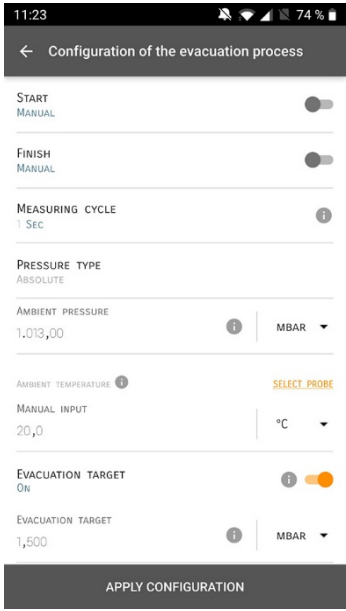 11:23 74 %
Configuration of the evacuation process
START
MANUAL
FINISH
MANUAL
MEASURING CYCLE
1 SEC
PRESSURE TYPE
ABSOLUTE
AMBIENT PRESSURE
1.013,00 MBAR
AMBIENT TEMPERATURE SELECT PROBE
MANUAL INPUT
20,0 °C
EVACUATION TARGET
ON
EVACUATION TARGET
1,500 MBAR
APPLY CONFIGURATION